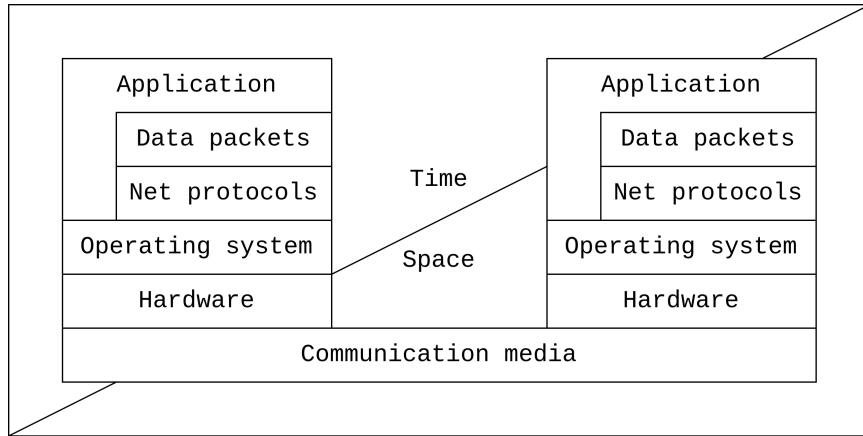 Application
Data packets
Net protocols
Operating system
Hardware
Time
Space
Application
Data packets
Net protocols
Operating system
Hardware
Communication media